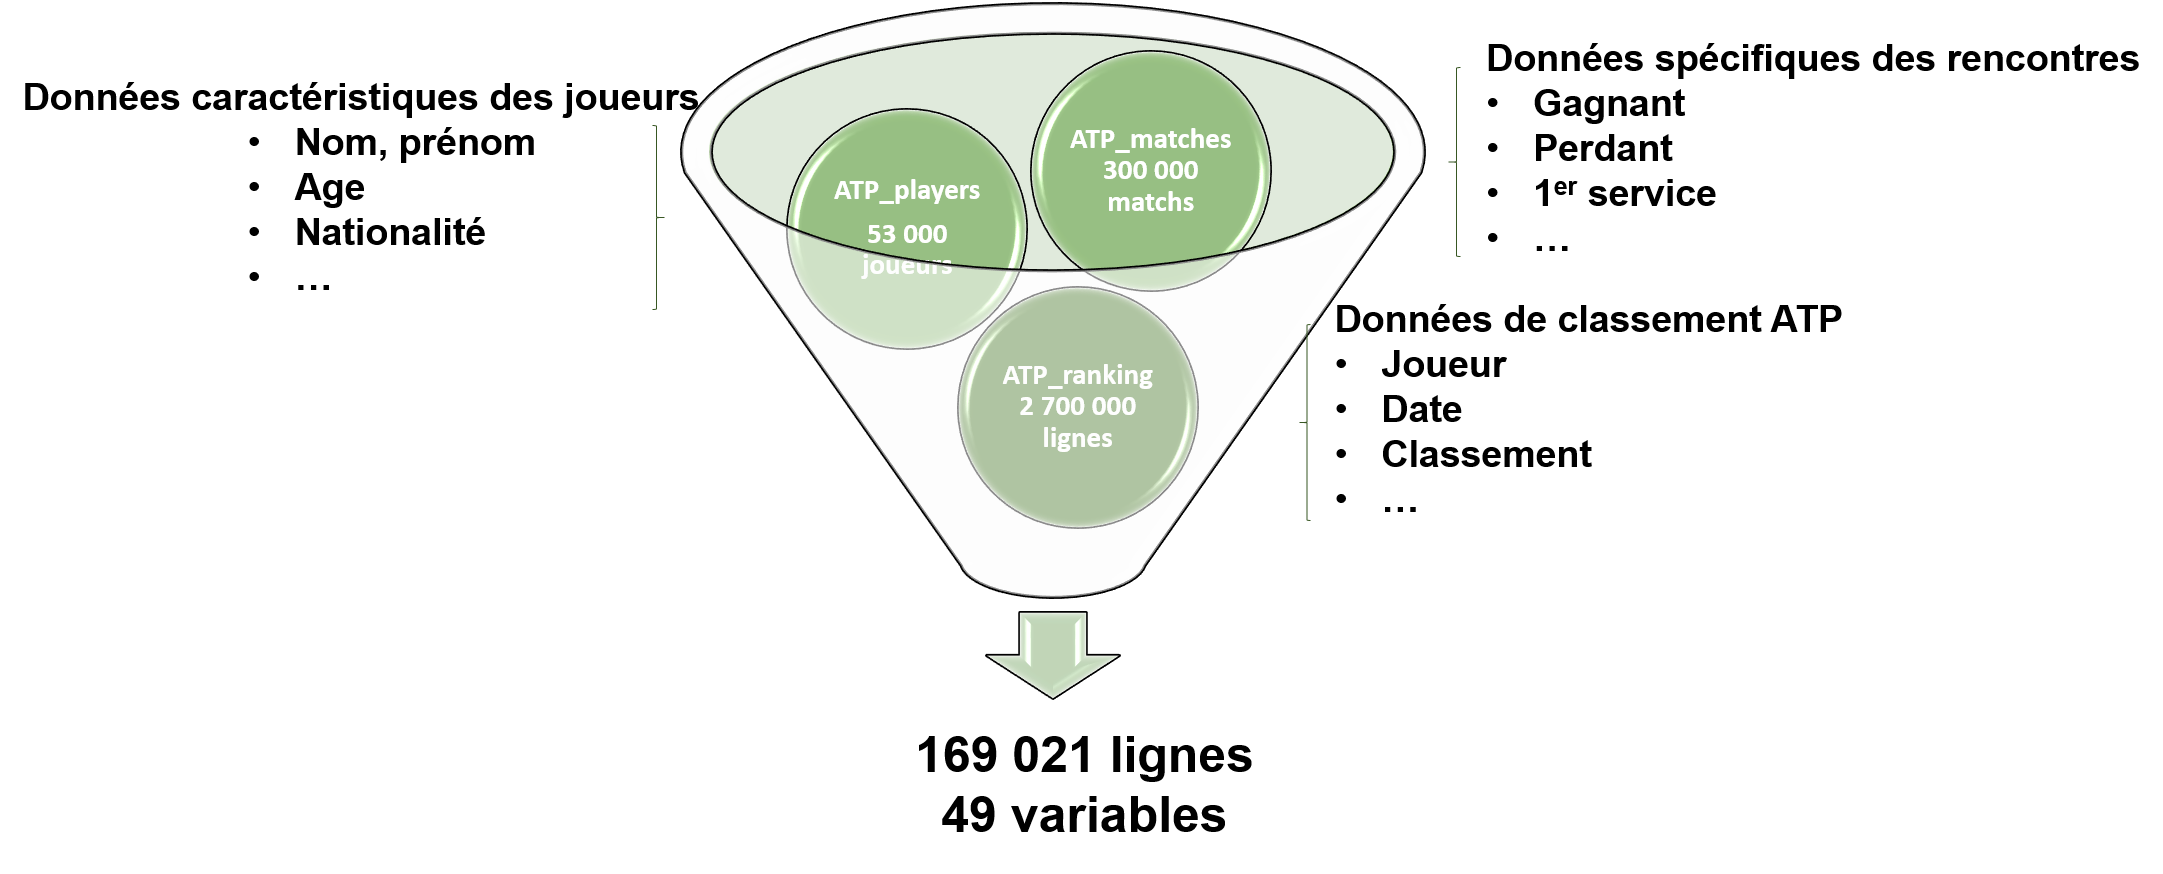 Données caractéristiques des joueurs
• Nom, prénom
• Age
• Nationalité
• …
ATP_players
53 000
joueurs
ATP_matches
300 000
matchs
ATP_ranking
2 700 000
lignes
Données spécifiques des rencontres
• Gagnant
• Perdant
• 1er service
• …
Données de classement ATP
• Joueur
• Date
• Classement
• …
169 021 lignes
49 variables